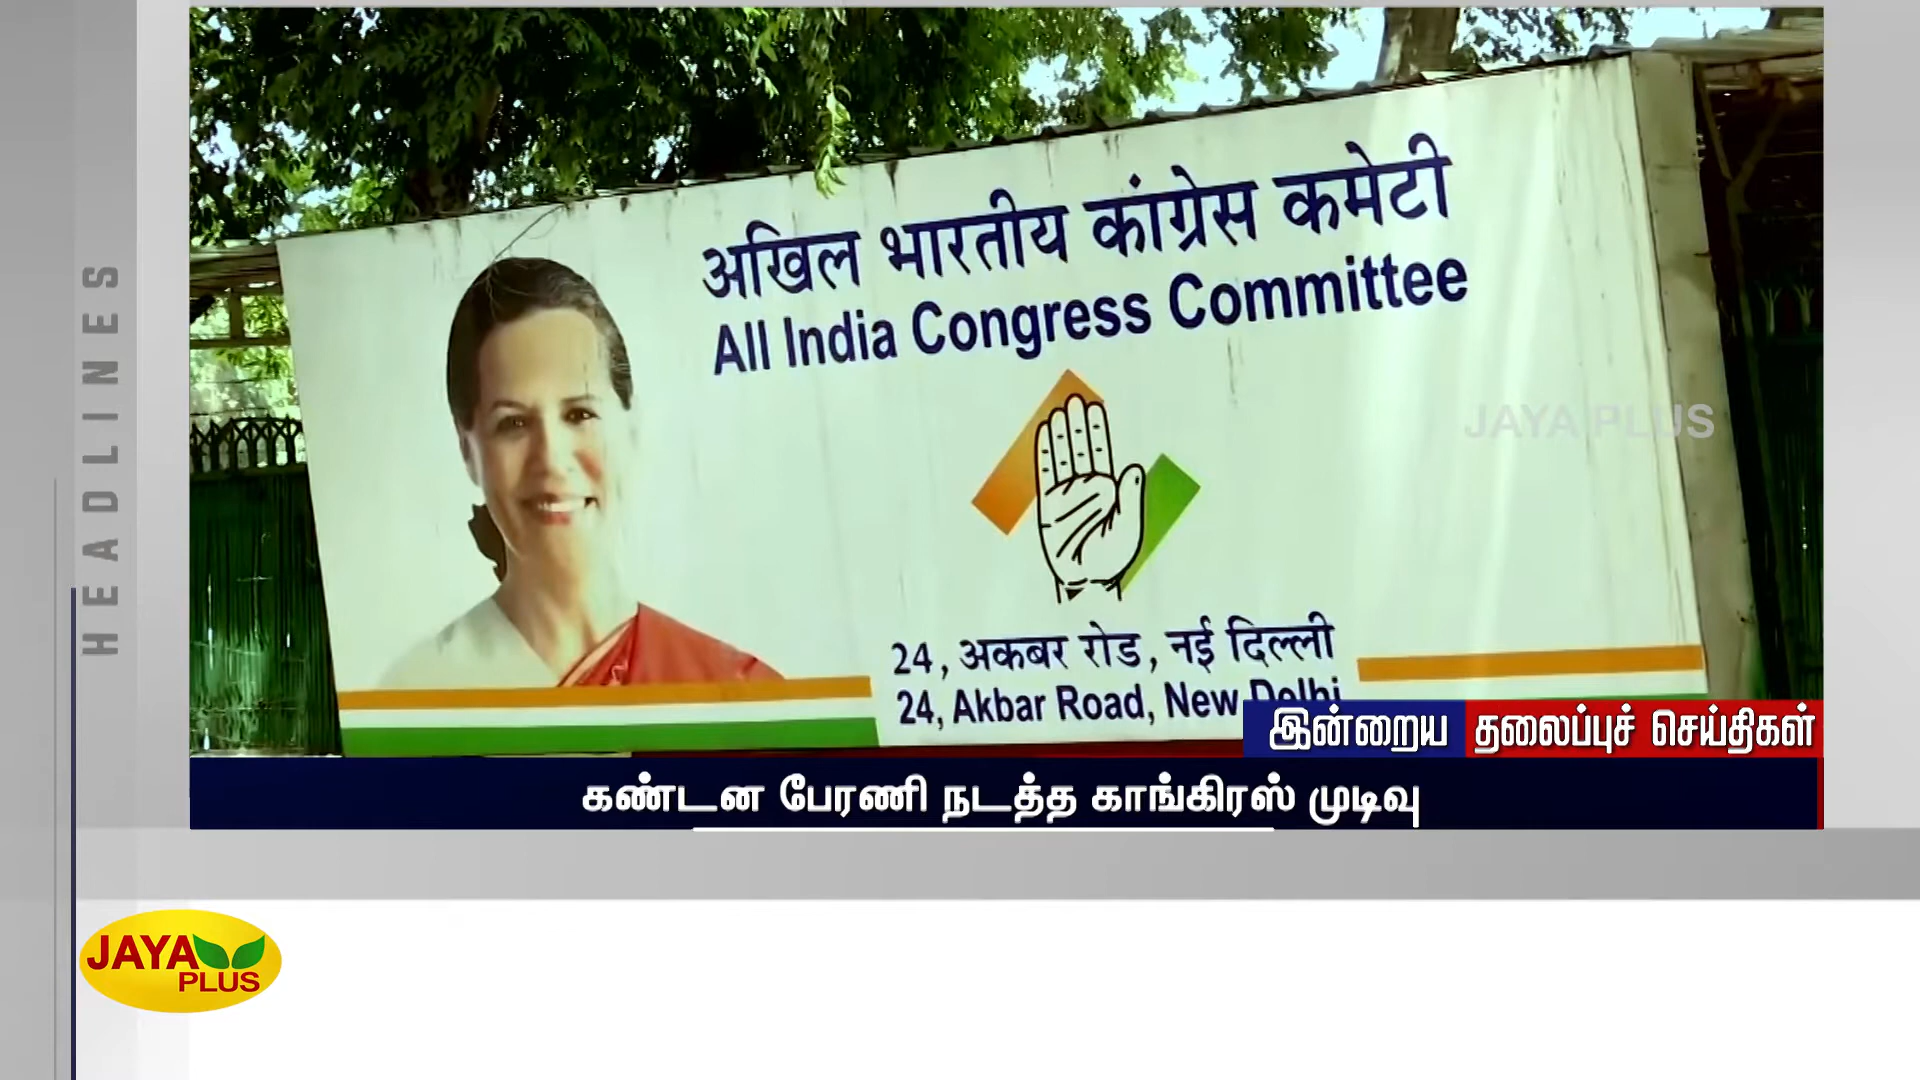 HEADLINES
अखिल भारतीय कांग्रेस कमेटी
All India Congress Committee
JAYA PLUS
24, अकबर रोड, नई दिल्ली
24, Akbar Road, New Delhi
இன்றைய தலைப்புச் செய்திகள்
கண்டன பேரணி நடத்த காங்கிரஸ் முடிவு
JAYA
PLUS